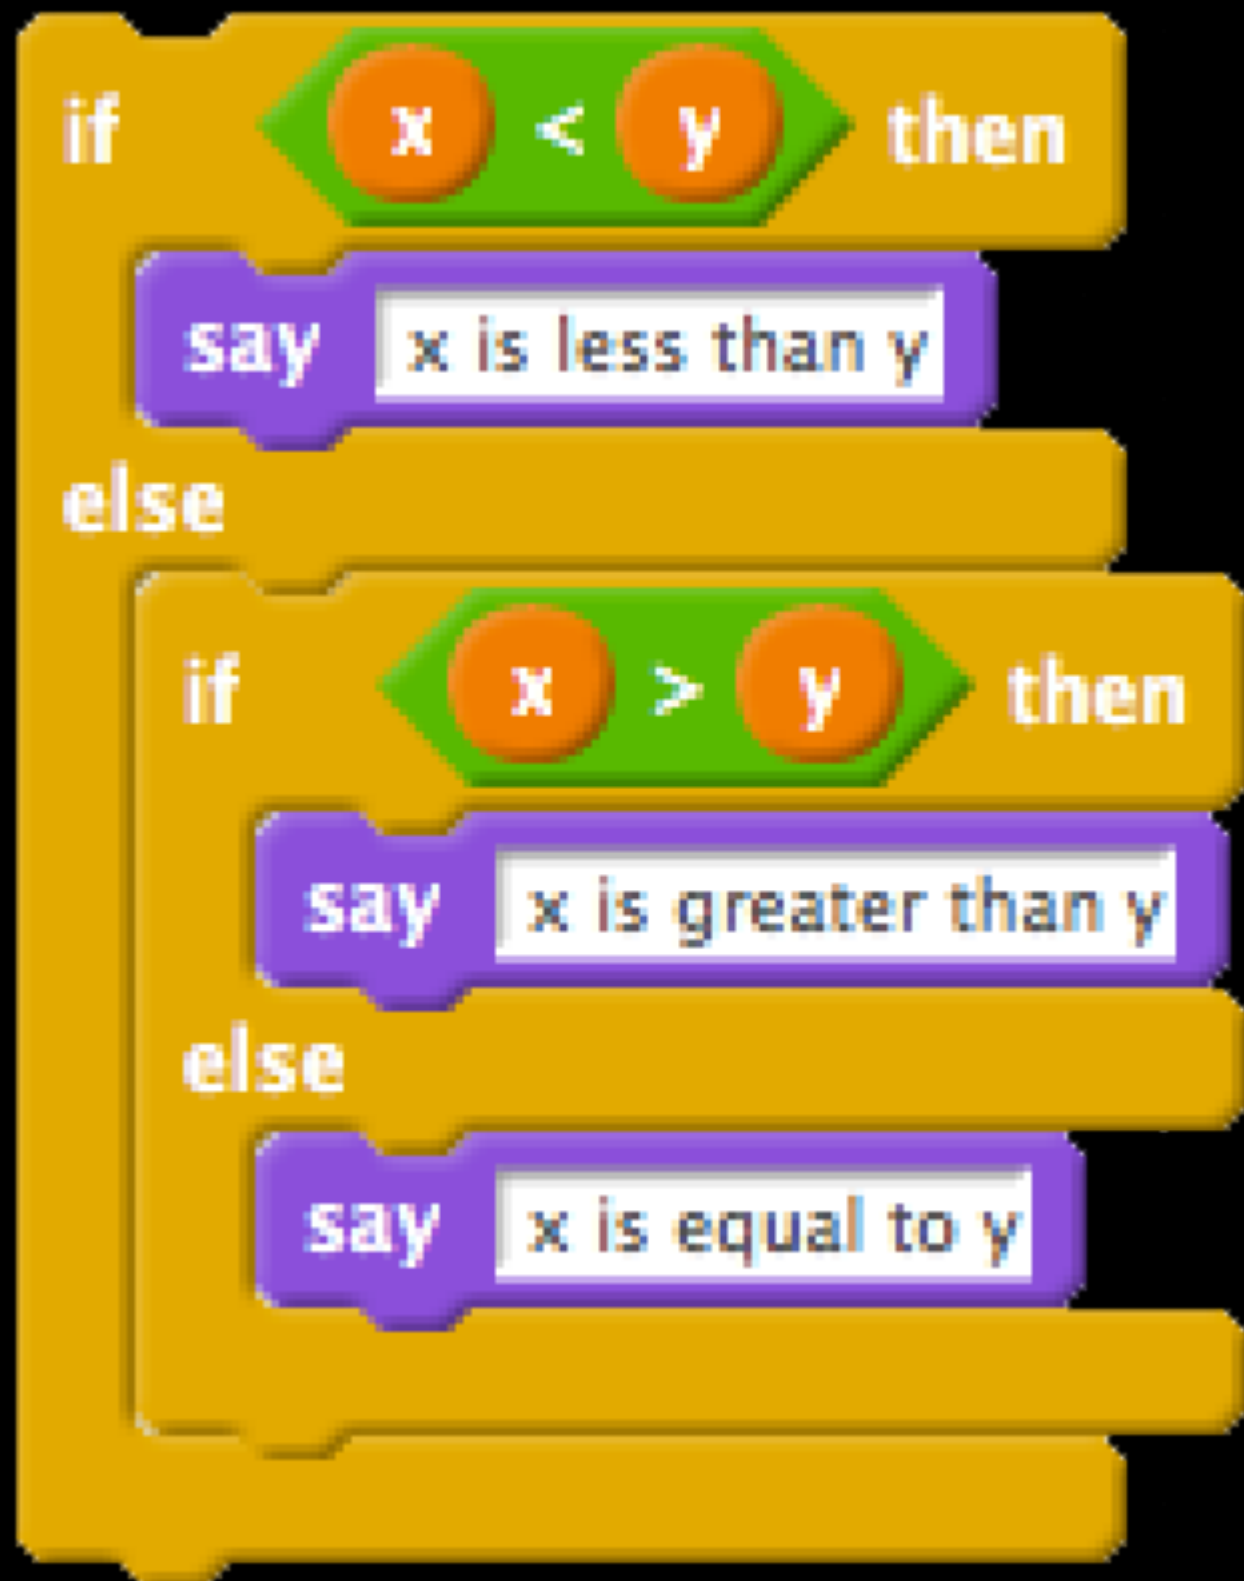 if x < y then
say x is less than y
else
if x > y then
say x is greater than y
else
say x is equal to y